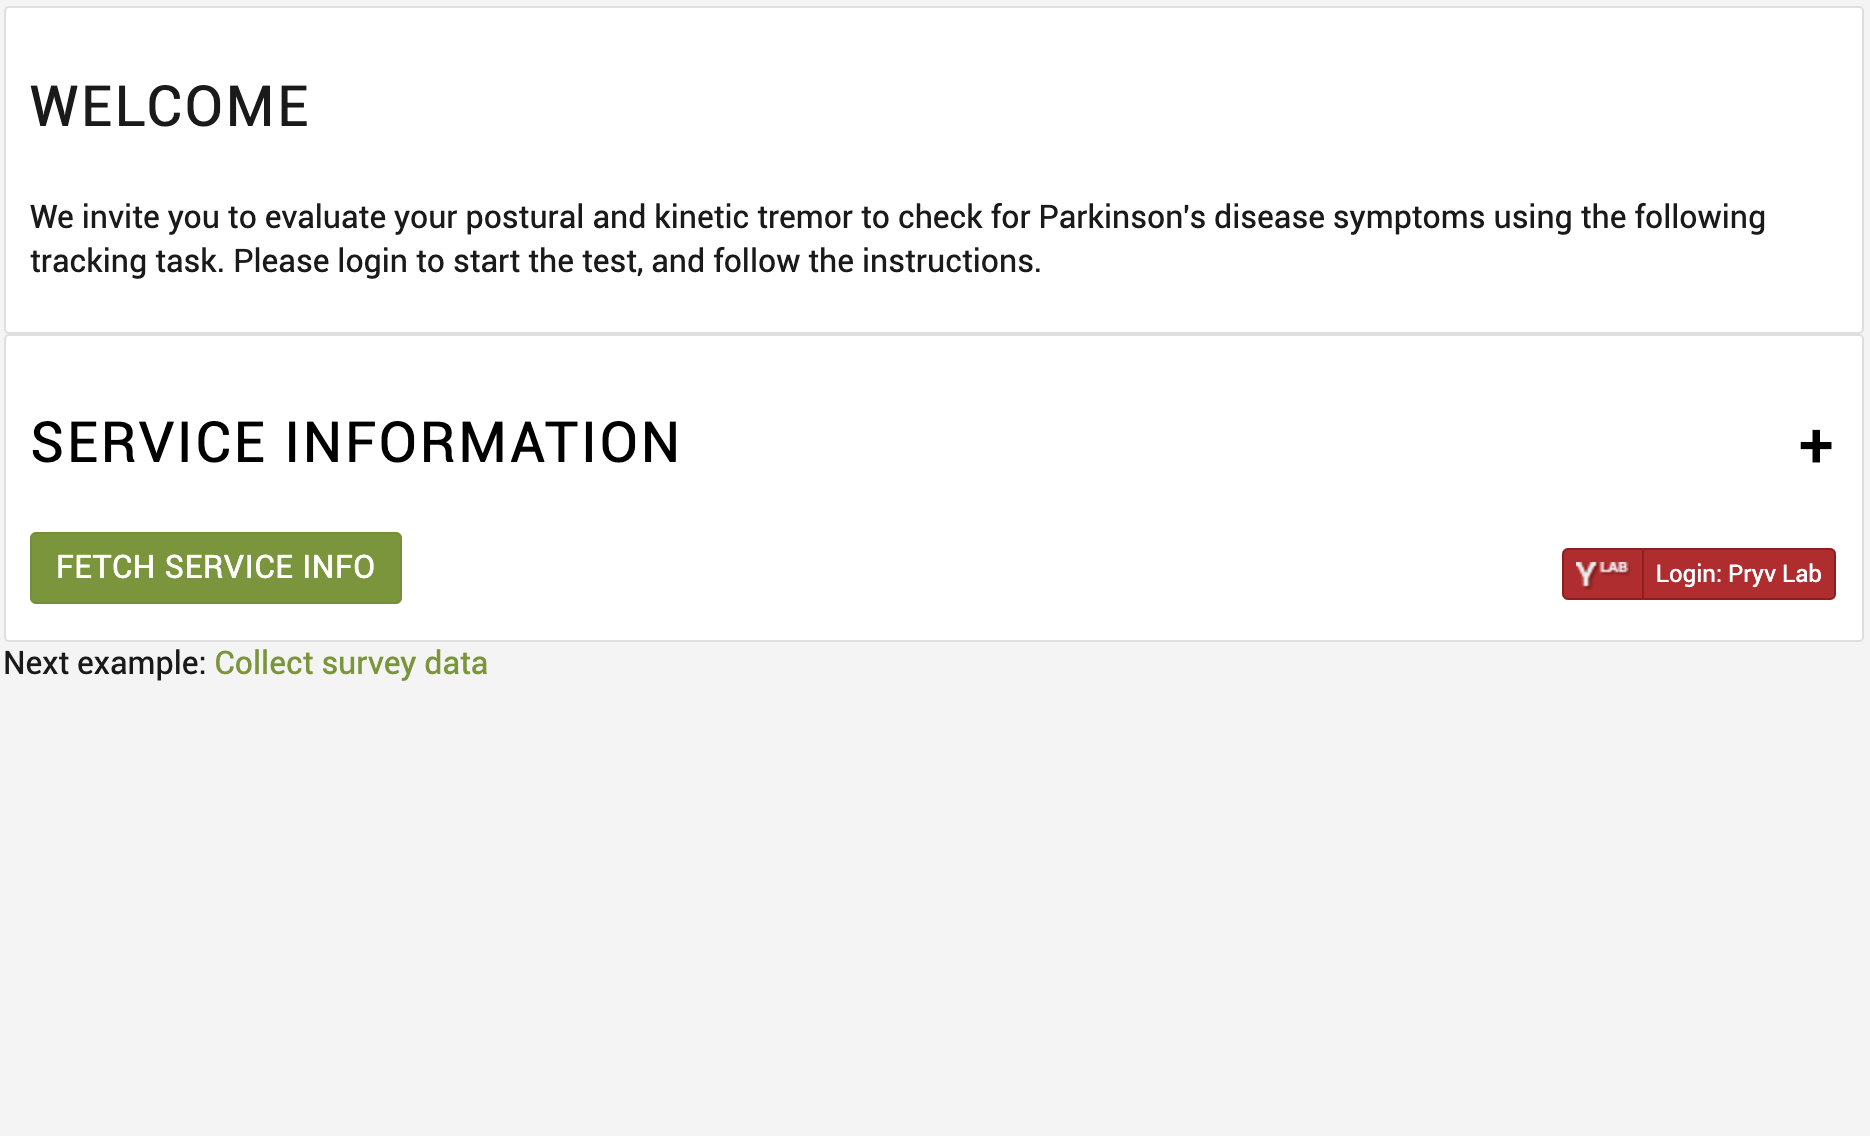 WELCOME
We invite you to evaluate your postural and kinetic tremor to check for Parkinson's disease symptoms using the following
tracking task. Please login to start the test, and follow the instructions.
SERVICE INFORMATION
+
FETCH SERVICE INFO
Y LAB Login: Pryv Lab
Next example: Collect survey data